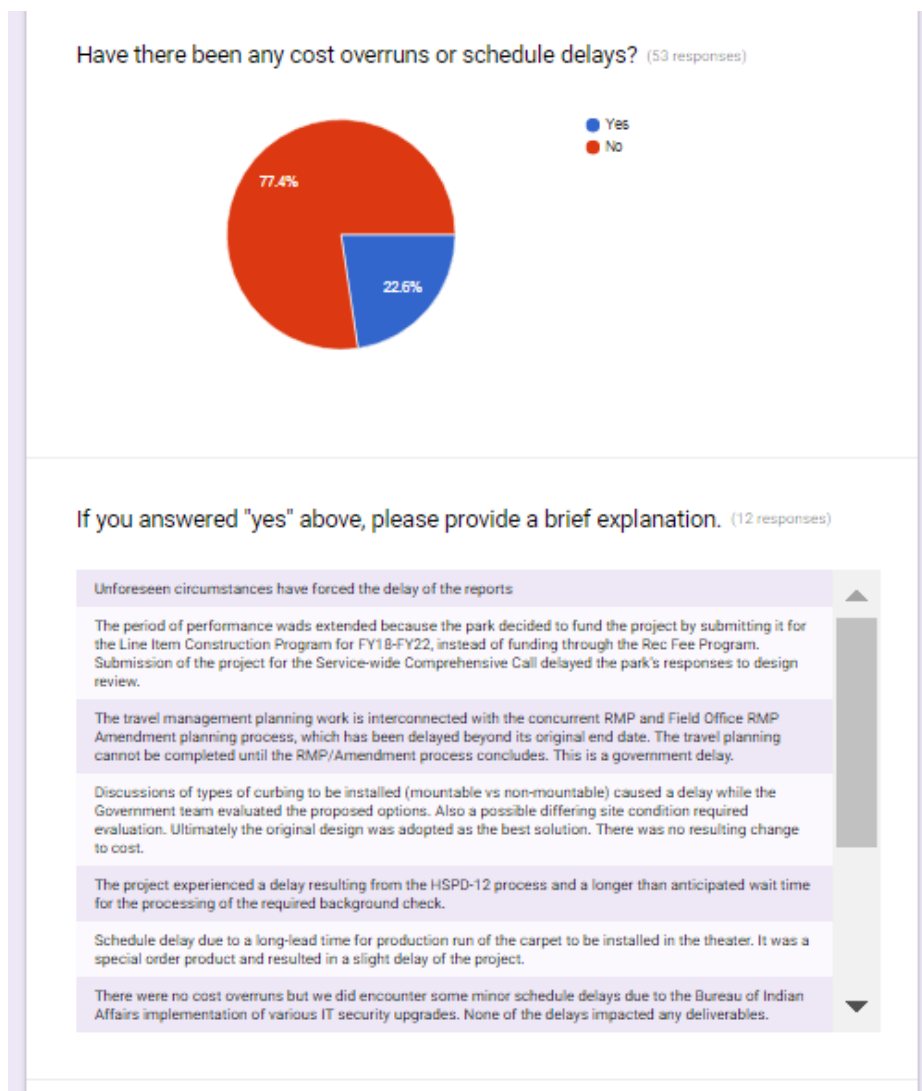 Have there been any cost overruns or schedule delays? (53 responses)
Yes
No
77.4%
22.6%
If you answered "yes" above, please provide a brief explanation. (12 responses)
Unforeseen circumstances have forced the delay of the reports
The period of performance wads extended because the park decided to fund the project by submitting it for
the Line Item Construction Program for FY18-FY22, instead of funding through the Rec Fee Program.
Submission of the project for the Service-wide Comprehensive Call delayed the park's responses to design
review.
The travel management planning work is interconnected with the concurrent RMP and Field Office RMP
Amendment planning process, which has been delayed beyond its original end date. The travel planning
cannot be completed until the RMP/Amendment process concludes. This is a government delay.
Discussions of types of curbing to be installed (mountable vs non-mountable) caused a delay while the
Government team evaluated the proposed options. Also a possible differing site condition required
evaluation. Ultimately the original design was adopted as the best solution. There was no resulting change
to cost.
The project experienced a delay resulting from the HSPD-12 process and a longer than anticipated wait time
for the processing of the required background check.
Schedule delay due to a long-lead time for production run of the carpet to be installed in the theater. It was a
special order product and resulted in a slight delay of the project.
There were no cost overruns but we did encounter some minor schedule delays due to the Bureau of Indian
Affairs implementation of various IT security upgrades. None of the delays impacted any deliverables.